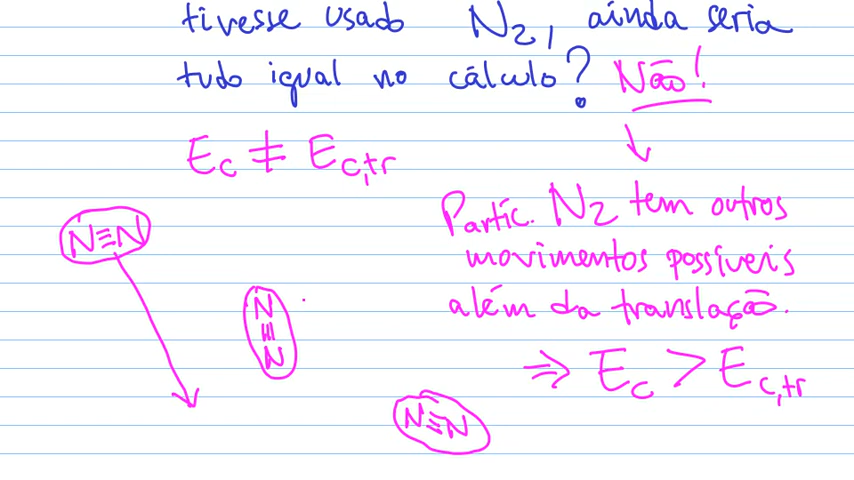 tivesse usado N2, ainda seria
tudo igual no cálculo? Não!
Ec ≠ Ec,tr
Partíc. N2 tem outros
movimentos possíveis
além da translação.
⇒ Ec > Ec,tr
N≡N
N≡N
N≡N